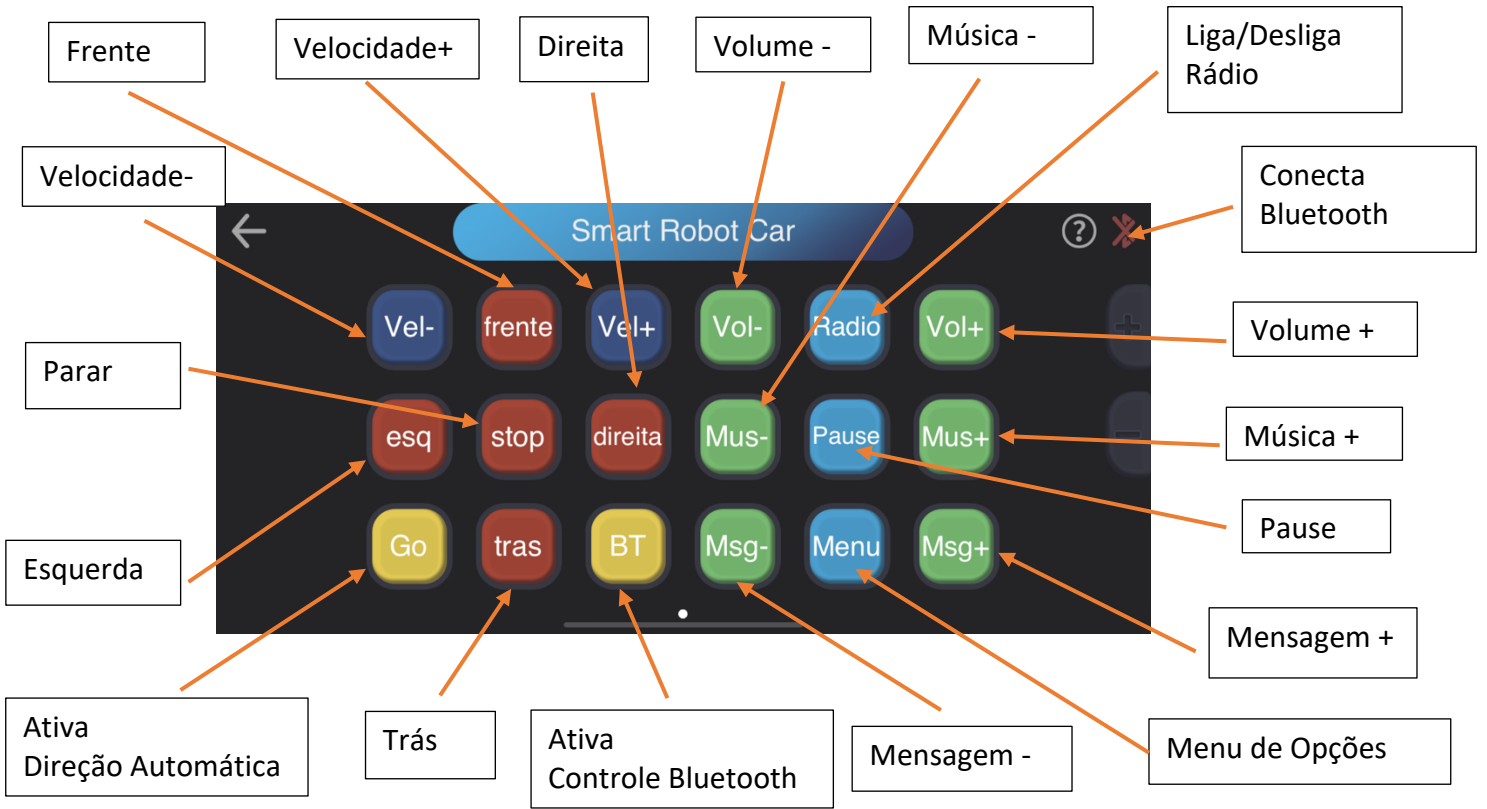 Frente
Velocidade+
Direita
Volume -
Música -
Liga/Desliga
Rádio
Velocidade-
Conecta
Bluetooth
Smart Robot Car
?
Vel-
frente
Vel+
Vol-
Radio
Vol+
+
Volume +
Parar
esq
stop
direita
Mus-
Pause
Mus+
-
Música +
Go
tras
BT
Msg-
Menu
Msg+
Pause
Esquerda
Mensagem +
Ativa
Direção Automática
Trás
Ativa
Controle Bluetooth
Mensagem -
Menu de Opções